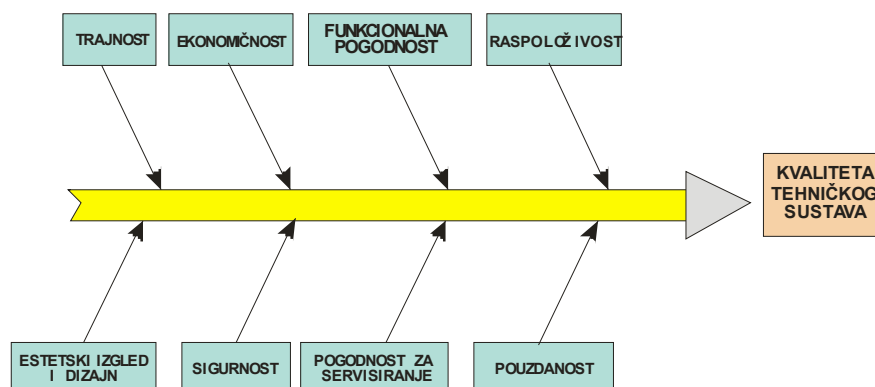 TRAJNOST
EKONOMIČNOST
FUNKCIONALNA
POGODNOST
RASPOLOŽIVOST
KVALITETA
TEHNIČKOG
SUSTAVA
ESTETSKI IZGLED
I DIZAJN
SIGURNOST
POGODNOST ZA
SERVISIRANJE
POUZDANOST